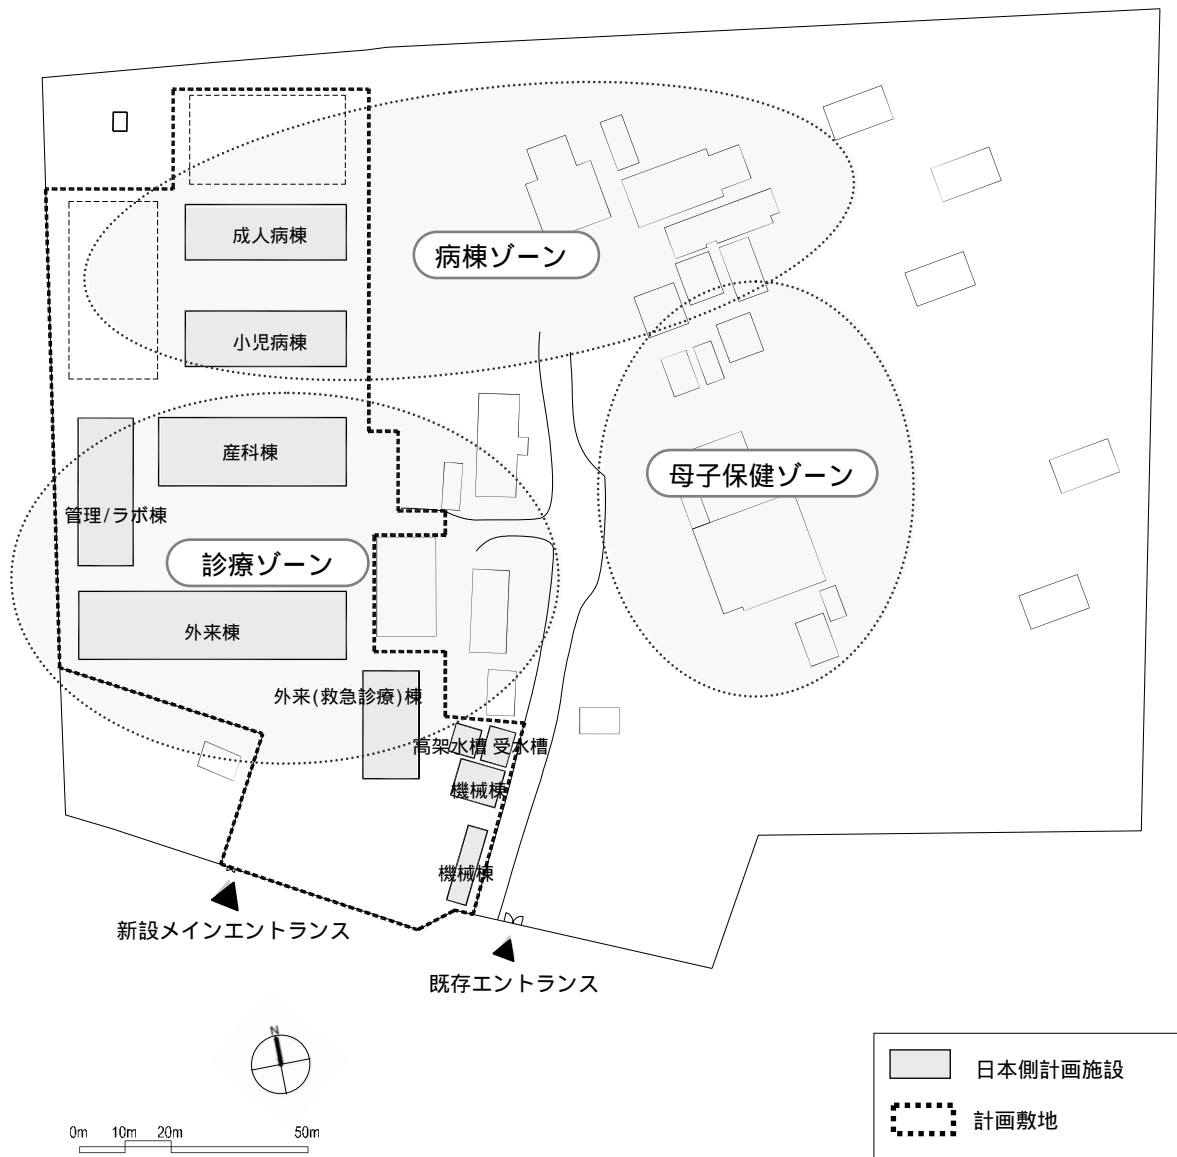 成人病棟
病棟ゾーン
小児病棟
産科棟
母子保健ゾーン
管理/ラボ棟
診療ゾーン
外来棟
外来(救急診療)棟
高架水槽 受水槽
機械棟
機械棟
新設メインエントランス
既存エントランス
N
日本側計画施設
計画敷地
0m 10m 20m 50m